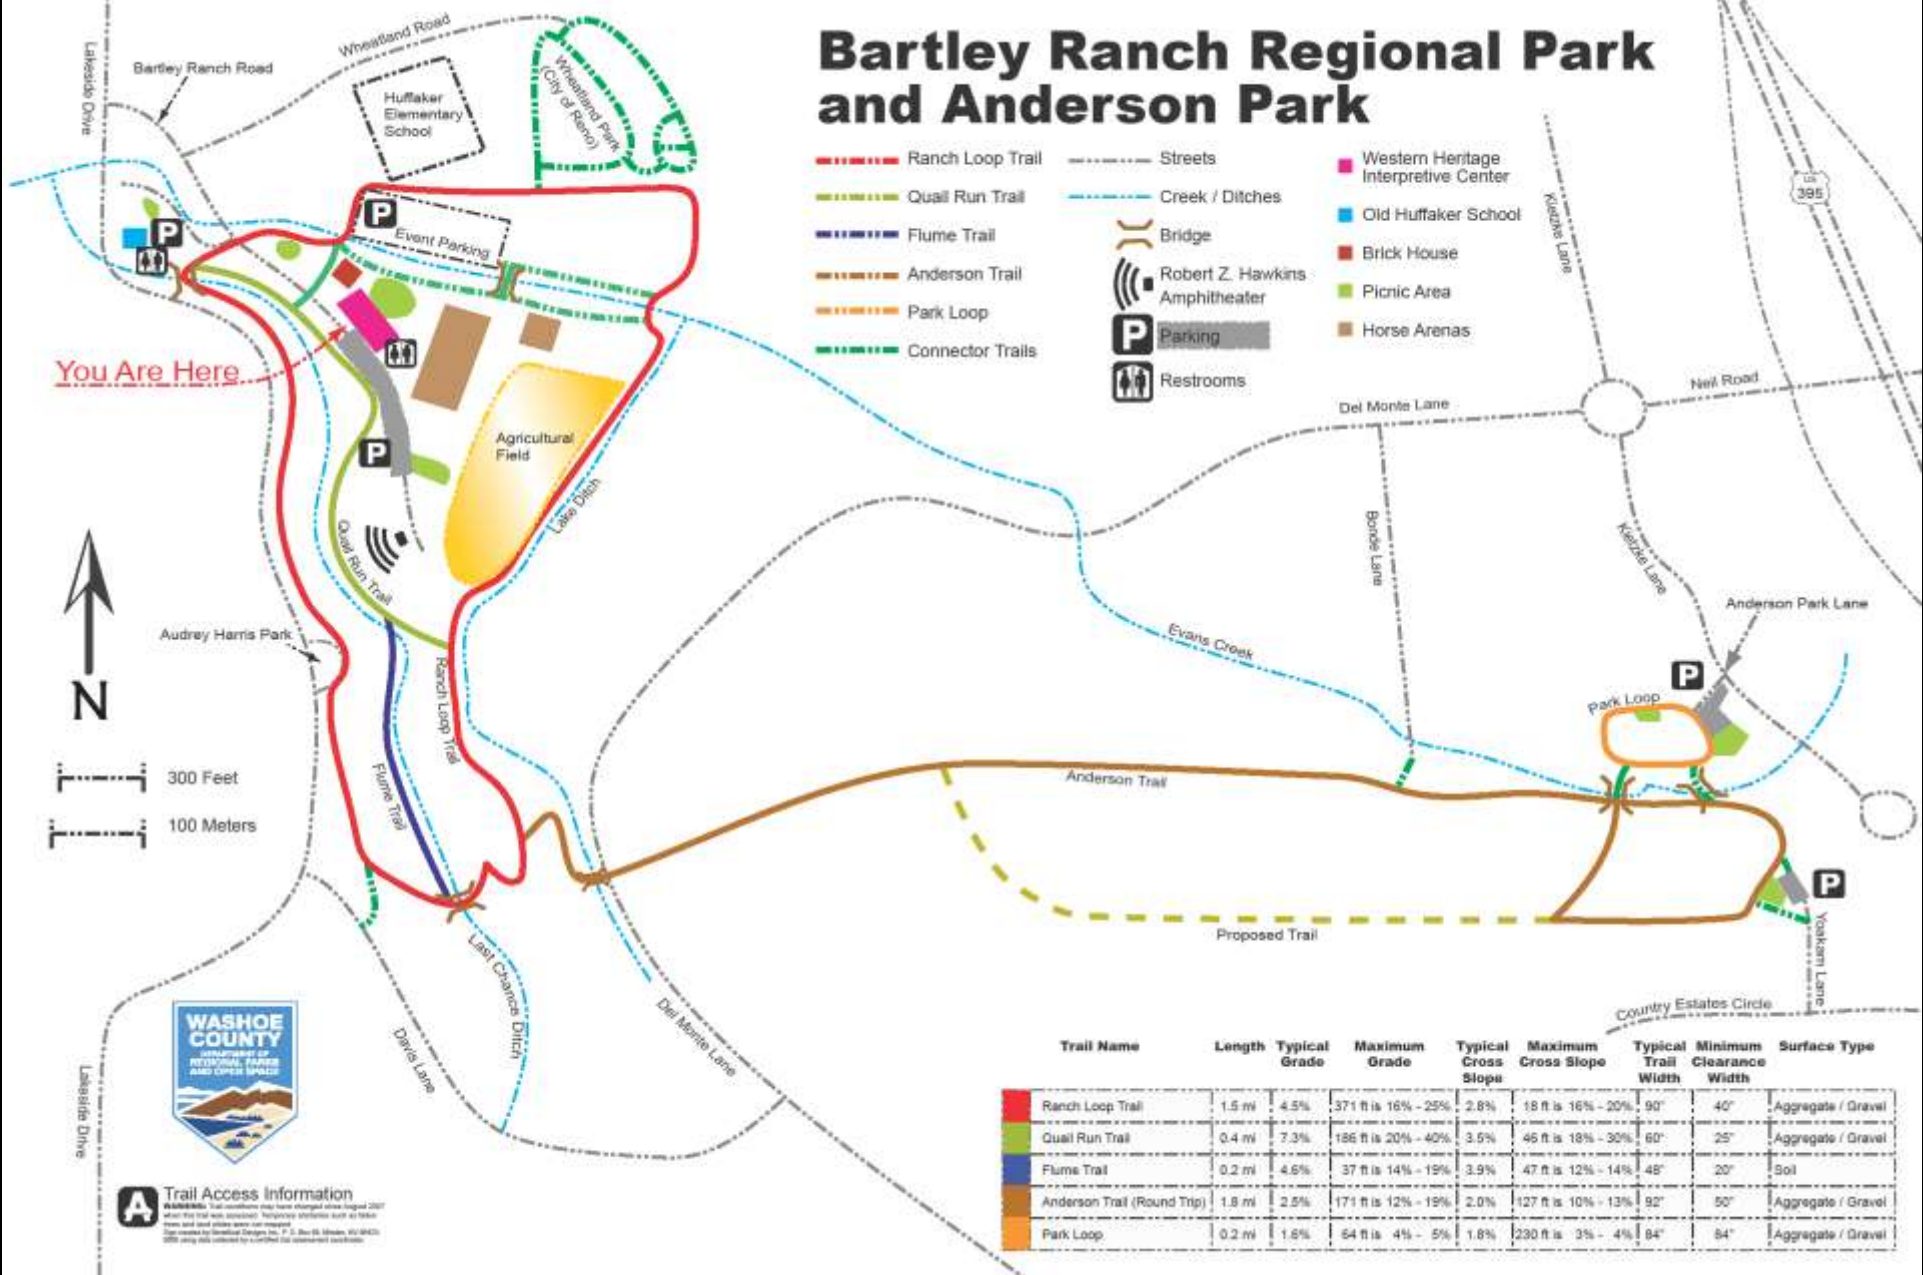 Bartley Ranch Regional Park
and Anderson Park
Ranch Loop Trail
Quail Run Trail
Flume Trail
Anderson Trail
Park Loop
Connector Trails
Streets
Creek / Ditches
Bridge
Robert Z. Hawkins
Amphitheater
P
Parking
Restrooms
Western Heritage
Interpretive Center
Old Huffaker School
Brick House
Picnic Area
Horse Arenas
Lakeside Drive
Bartley Ranch Road
Wheatland Road
Huffaker
Elementary
School
Wheatland Park
(City of Reno)
P
Event Parking
P
You Are Here
P
Agricultural
Field
Lake Ditch
Quail Run Trail
Audrey Harris Park
Ranch Loop Trail
Flume Trail
N
300 Feet
100 Meters
US
395
Kietzke Lane
Neil Road
Del Monte Lane
Bonde Lane
Kietzke Lane
Anderson Park Lane
Evans Creek
P
Park Loop
Anderson Trail
Proposed Trail
P
Yoakam Lane
Country Estates Circle
Last Chance Ditch
Del Monte Lane
Davis Lane
Lakeside Drive
WASHOE
COUNTY
DEPARTMENT OF
REGIONAL PARKS
AND OPEN SPACE
A
Trail Access Information
Trail Name Length Typical Grade Maximum Grade Typical Cross Slope Maximum Cross Slope Typical Trail Width Minimum Clearance Width Surface Type
Ranch Loop Trail 1.5 mi 4.5% 371 ft is 16% - 25% 2.8% 18 ft is 16% - 20% 90" 40" Aggregate / Gravel
Quail Run Trail 0.4 mi 7.3% 186 ft is 20% - 40% 3.5% 46 ft is 18% - 30% 60" 25" Aggregate / Gravel
Flume Trail 0.2 mi 4.6% 37 ft is 14% - 19% 3.9% 47 ft is 12% - 14% 48" 20" Soil
Anderson Trail (Round Trip) 1.8 mi 2.5% 171 ft is 12% - 19% 2.0% 127 ft is 10% - 13% 92" 50" Aggregate / Gravel
Park Loop 0.2 mi 1.6% 64 ft is 4% - 5% 1.8% 230 ft is 3% - 4% 84" 84" Aggregate / Gravel